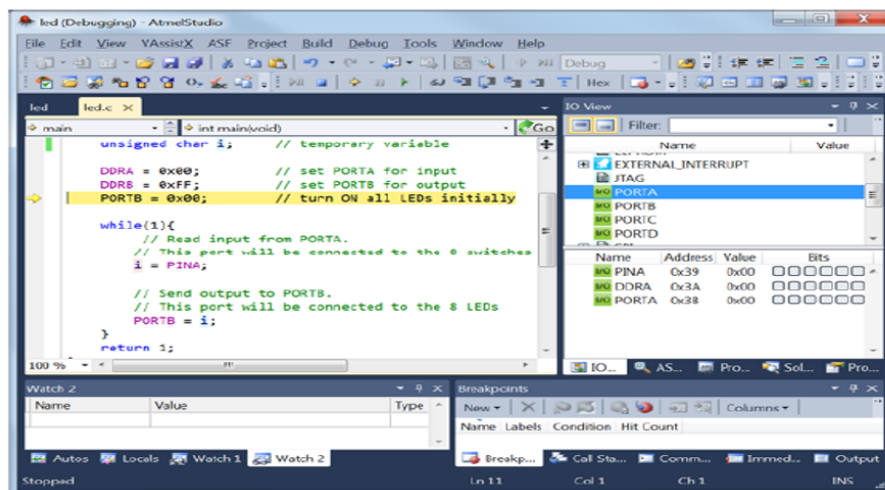 led (Debugging) - AtmelStudio
File Edit View VAssistX ASF Project Build Debug Tools Window Help
Debug
Hex
led led.c
main int main(void) Go
unsigned char i; // temporary variable
DDRA = 0x00; // set PORTA for input
DDRB = 0xFF; // set PORTB for output
PORTB = 0x00; // turn ON all LEDs initially
while(1){
// Read input from PORTA.
// This port will be connected to the 8 switches
i = PINA;
// Send output to PORTB.
// This port will be connected to the 8 LEDs
PORTB = i;
}
return 1;
100 %
IO View
Filter:
Name Value
EXTERNAL_INTERRUPT
JTAG
PORTA
PORTB
PORTC
PORTD
Name Address Value Bits
PINA 0x39 0x00
DDRA 0x3A 0x00
PORTA 0x3B 0x00
IO... AS... Pro... Sol... Pro...
Watch 2
Name Value Type
Autos Locals Watch 1 Watch 2
Breakpoints
New Columns
Name Labels Condition Hit Count
Breakp... Call Sta... Comm... Immed... Output
Stopped Ln 11 Col 1 Ch 1 INS